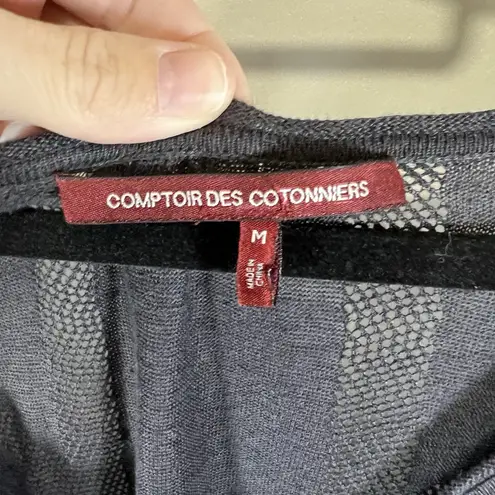 COMPTOIR DES COTONNIERS
M
MADE IN
CHINA